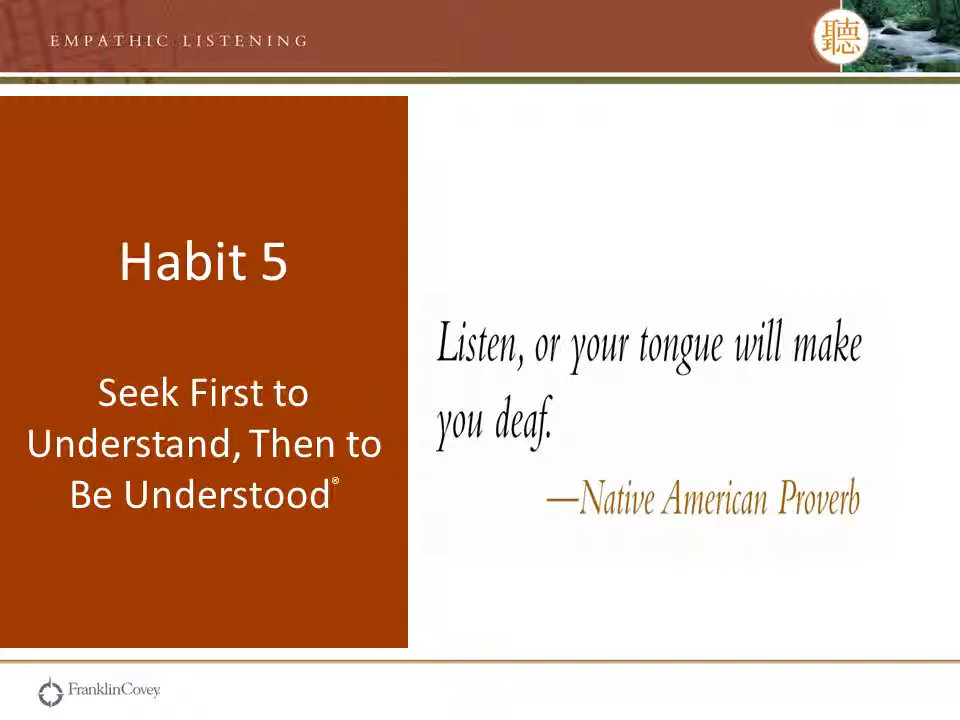 EMPATHIC LISTENING
聽
Habit 5
Seek First to
Understand, Then to
Be Understood®
Listen, or your tongue will make
you deaf.
—Native American Proverb
FranklinCovey